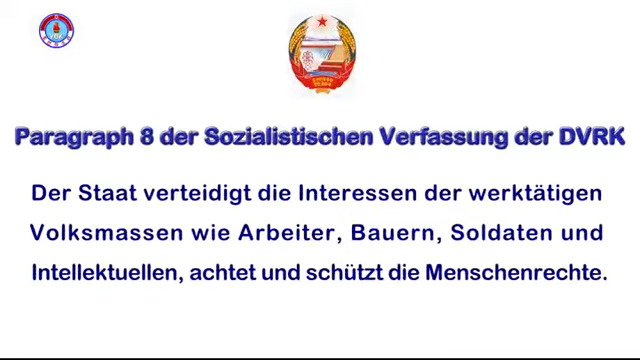 Paragraph 8 der Sozialistischen Verfassung der DVRK
Der Staat verteidigt die Interessen der werktätigen
Volksmassen wie Arbeiter, Bauern, Soldaten und
Intellektuellen, achtet und schützt die Menschenrechte.